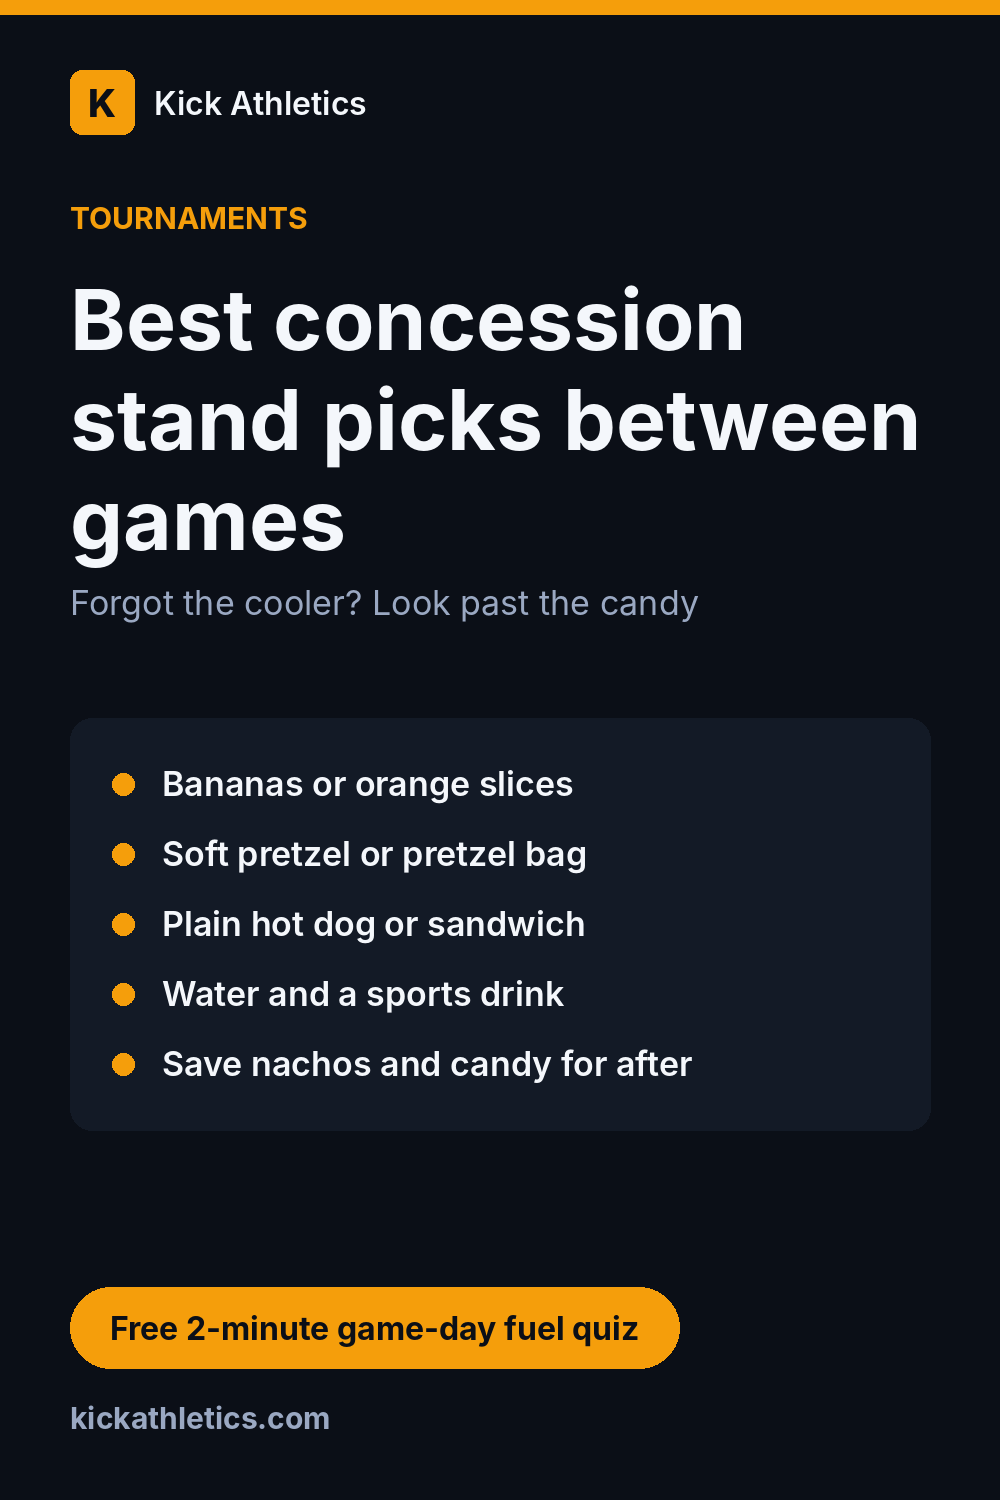 K
Kick Athletics
TOURNAMENTS
Best concession
stand picks between
games
Forgot the cooler? Look past the candy
Bananas or orange slices
Soft pretzel or pretzel bag
Plain hot dog or sandwich
Water and a sports drink
Save nachos and candy for after
Free 2-minute game-day fuel quiz
kickathletics.com